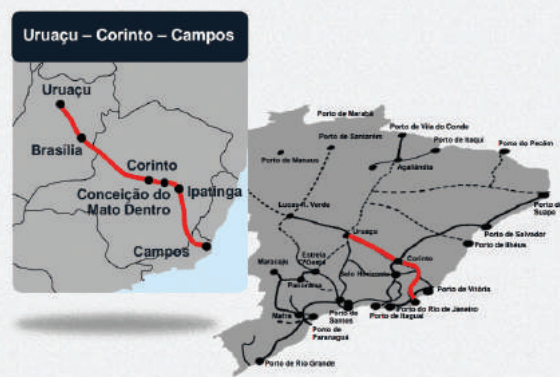 Uruaçu – Corinto – Campos
Uruaçu
Brasília
Corinto
Conceição do
Mato Dentro
Ipatinga
Campos
Porto de Marabá
Porto de Santarém
Porto de Vila do Conde
Porto de Itaqui
Porto do Pecém
Porto de Manaus
Açailândia
Lucas R. Verde
Porto de
Suape
Uruaçu
Porto de Salvador
Porto de Ilhéus
Estrela
Corinto
Maracaju
Belo Horizonte
Panorama
Porto de Vitória
Porto do Rio de Janeiro
Porto de
Santos
Porto de Itaguaí
Mafra
Porto de
Paranaguá
Porto de Rio Grande